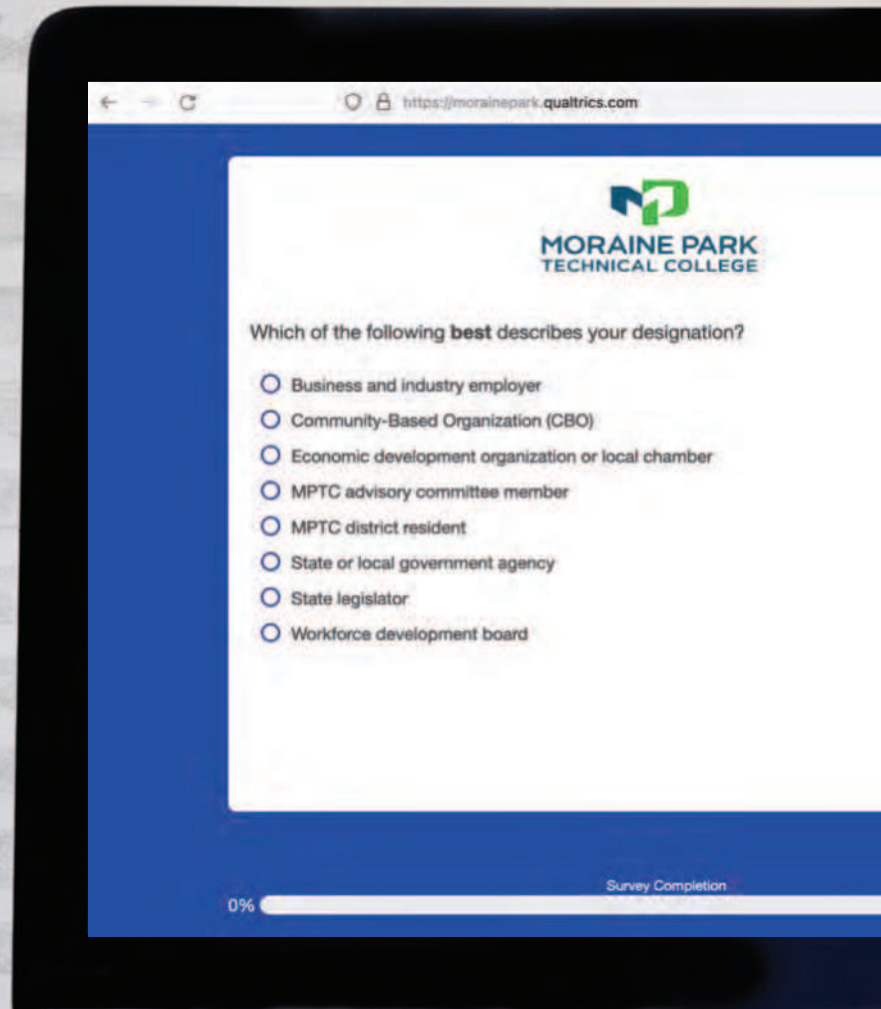 https://morainepark.qualtrics.com
MORAINE PARK
TECHNICAL COLLEGE
Which of the following best describes your designation?
Business and industry employer
Community-Based Organization (CBO)
Economic development organization or local chamber
MPTC advisory committee member
MPTC district resident
State or local government agency
State legislator
Workforce development board
Survey Completion
0%